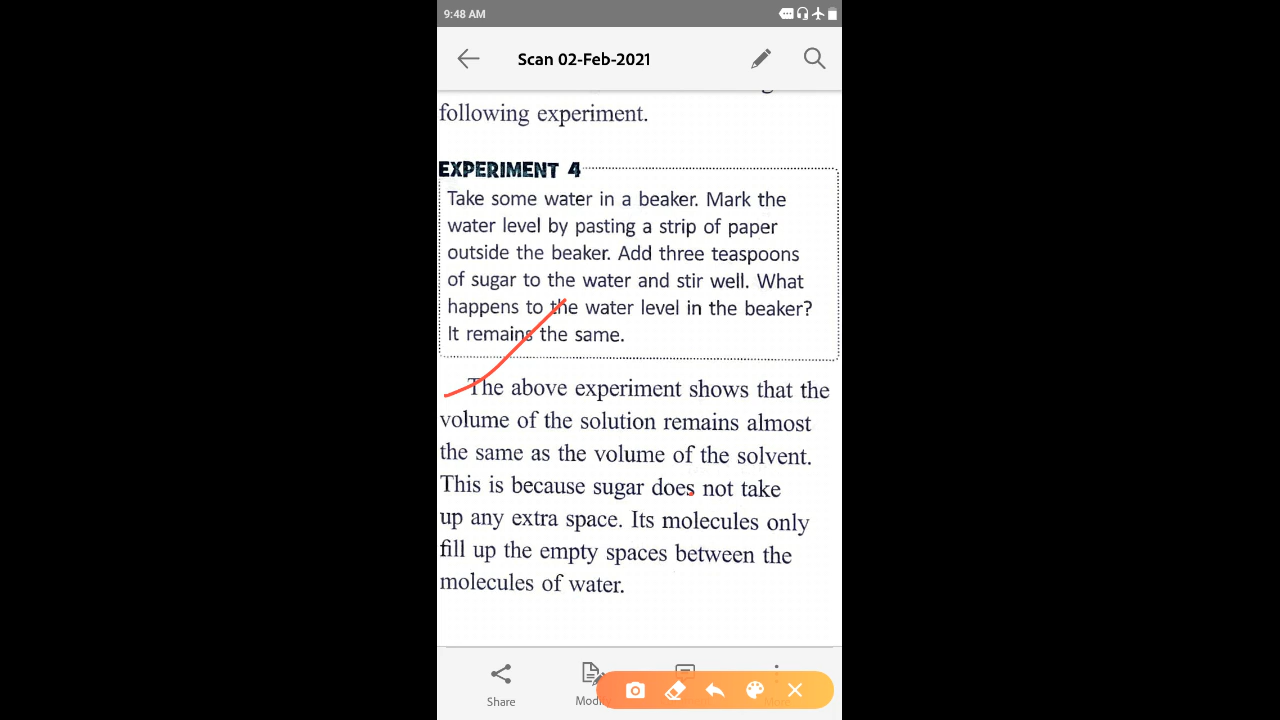 9:48 AM
Scan 02-Feb-2021
following experiment.
EXPERIMENT 4
Take some water in a beaker. Mark the
water level by pasting a strip of paper
outside the beaker. Add three teaspoons
of sugar to the water and stir well. What
happens to the water level in the beaker?
It remains the same.
The above experiment shows that the
volume of the solution remains almost
the same as the volume of the solvent.
This is because sugar does not take
up any extra space. Its molecules only
fill up the empty spaces between the
molecules of water.
Share